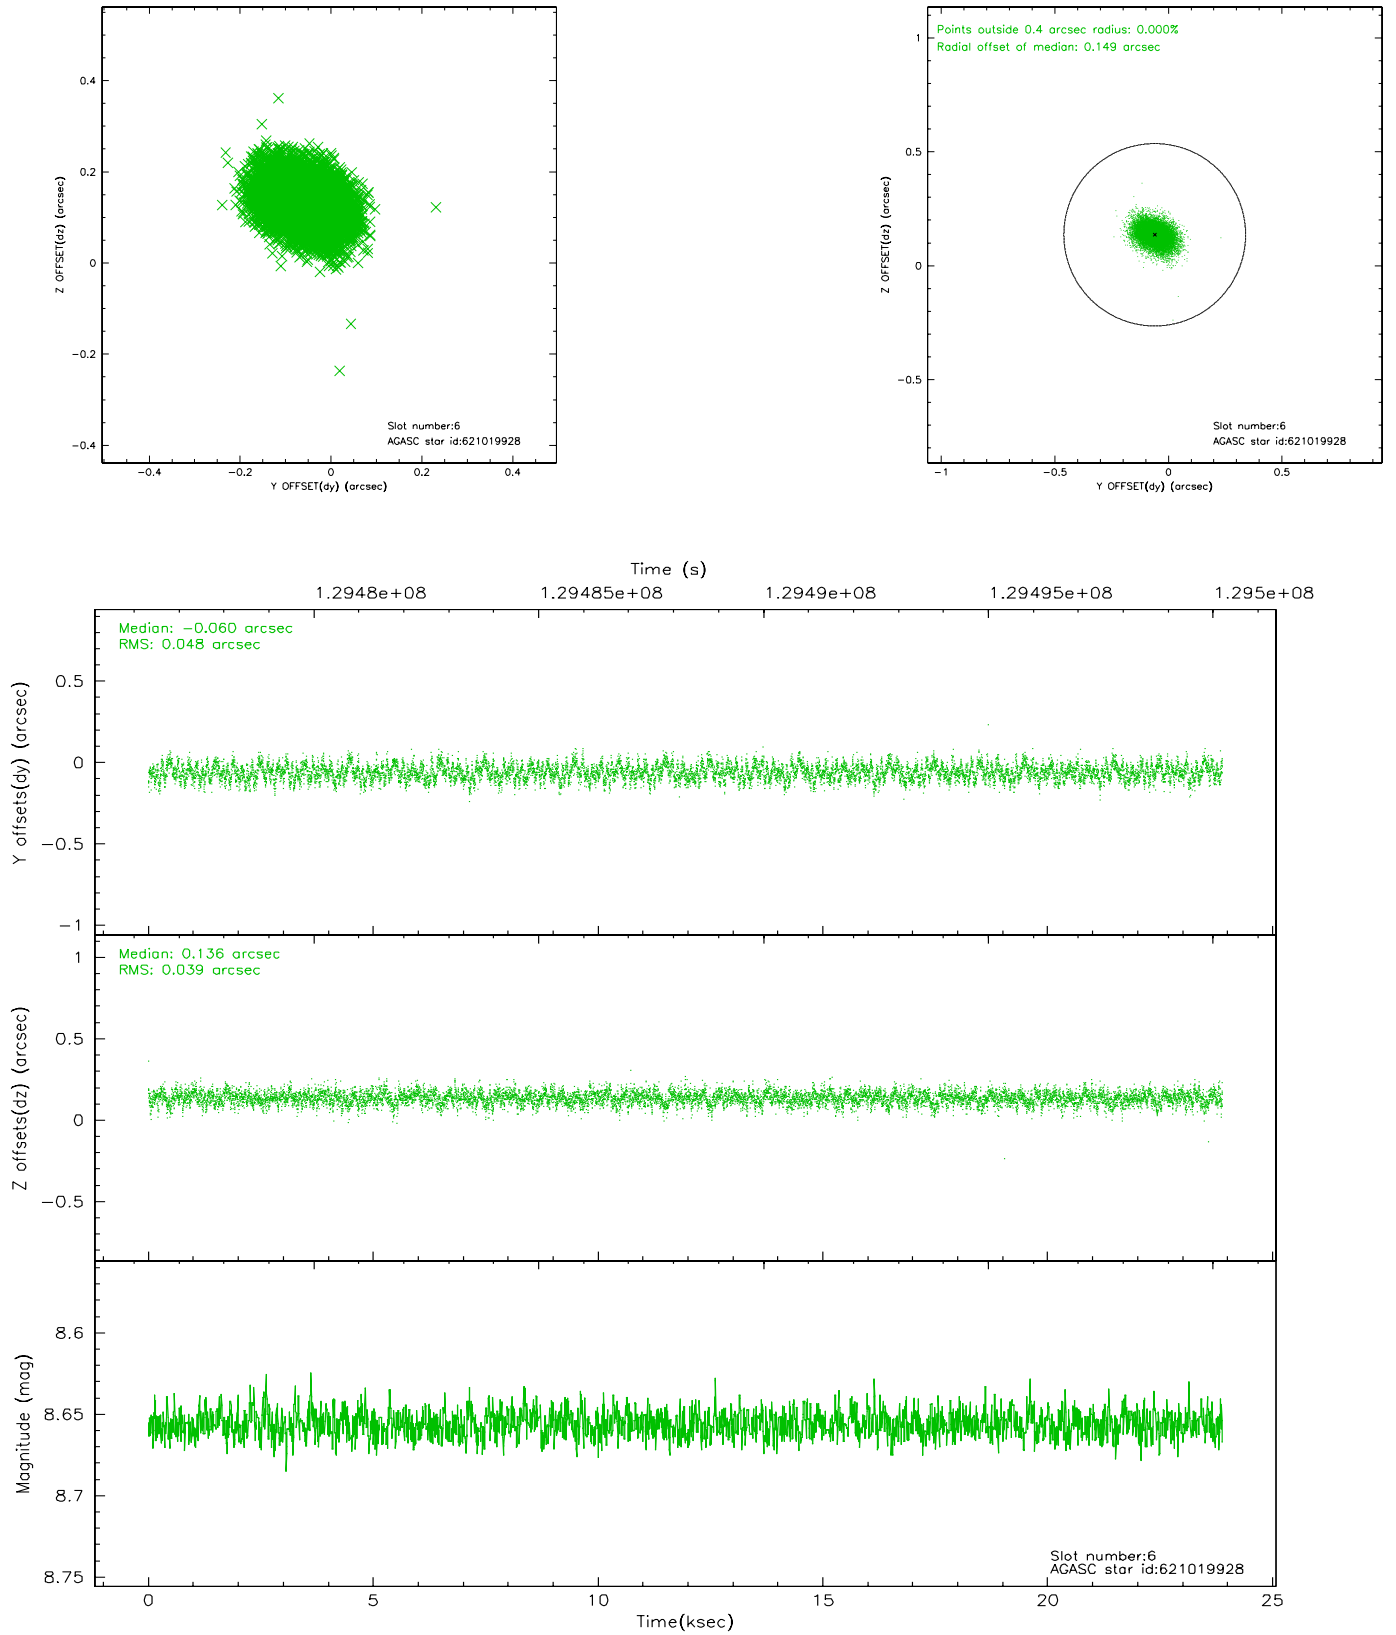 0.4
0.2
0
−0.2
−0.4
Z OFFSET(dz) (arcsec)
−0.4
−0.2
0
0.2
0.4
Y OFFSET(dy) (arcsec)
Slot number:6
AGASC star id:621019928
Points outside 0.4 arcsec radius: 0.000%
Radial offset of median: 0.149 arcsec
1
0.5
0
−0.5
Z OFFSET(dz) (arcsec)
−1
−0.5
0
0.5
Y OFFSET(dy) (arcsec)
Slot number:6
AGASC star id:621019928
Time (s)
1.2948e+08
1.29485e+08
1.2949e+08
1.29495e+08
1.295e+08
Median: −0.060 arcsec
RMS: 0.048 arcsec
0.5
0
−0.5
−1
Y offsets(dy) (arcsec)
Median: 0.136 arcsec
RMS: 0.039 arcsec
1
0.5
0
−0.5
Z offsets(dz) (arcsec)
8.6
8.65
8.7
8.75
Magnitude (mag)
Slot number:6
AGASC star id:621019928
0
5
10
15
20
25
Time(ksec)